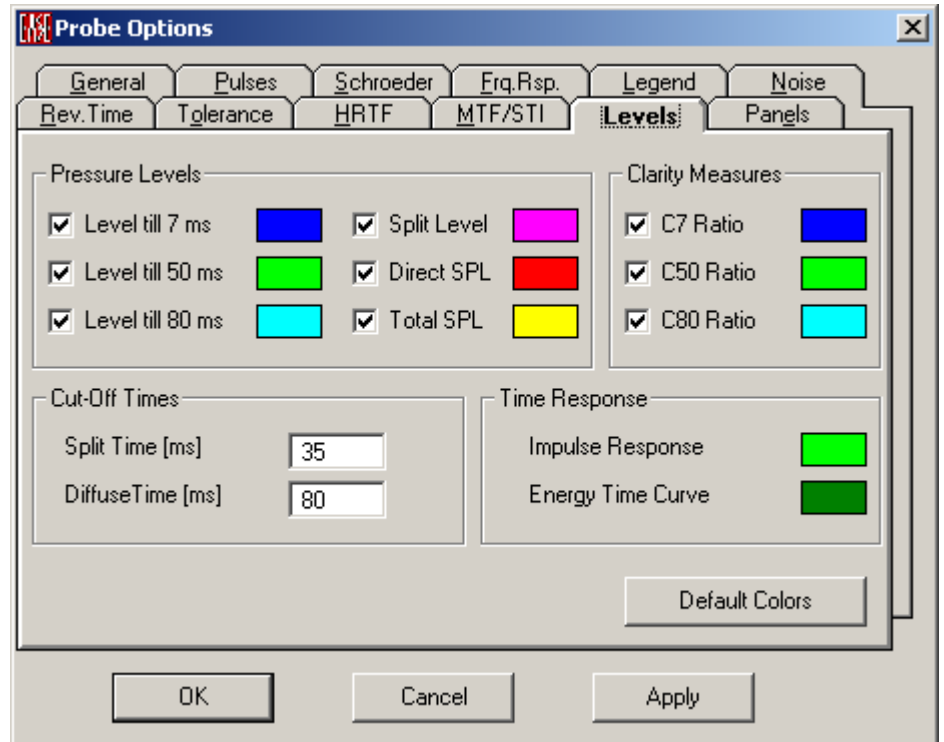 Probe Options
General Pulses Schroeder Frq.Rsp. Legend Noise
Rev.Time Tolerance HRTF MTF/STI Levels Panels
Pressure Levels
Level till 7 ms Split Level
Level till 50 ms Direct SPL
Level till 80 ms Total SPL
Clarity Measures
C7 Ratio
C50 Ratio
C80 Ratio
Cut-Off Times
Split Time [ms] 35
DiffuseTime [ms] 80
Time Response
Impulse Response
Energy Time Curve
Default Colors
OK Cancel Apply